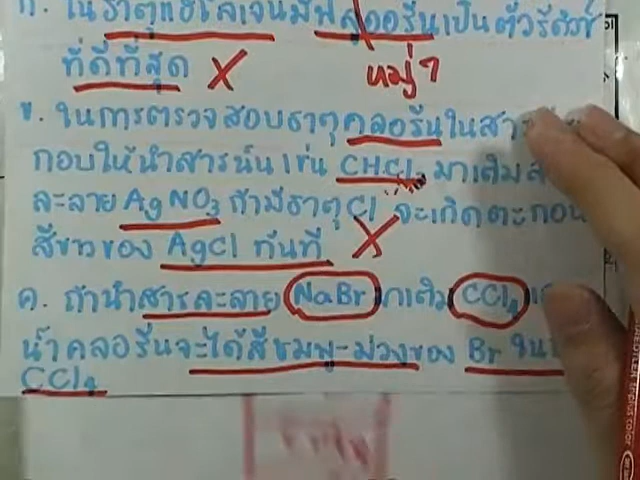 ก. ในธาตุแฮโลเจนมีฟลูออรีนเป็นตัวรีดิวซ์
ที่ดีที่สุด
หมู่ 7
ข. ในการตรวจสอบธาตุคลอรีนในสาร
กอบให้นำสารนั้น เช่น CHCl₃ มาเติม
ละลาย AgNO₃ ถ้ามีธาตุ Cl จะเกิดตะกอน
สีขาวของ AgCl ทันที
ค. ถ้านำสารละลาย NaBr มาเติม CCl₄
น้ำคลอรีนจะได้สีชมพู-ม่วงของ Br ใน
CCl₄